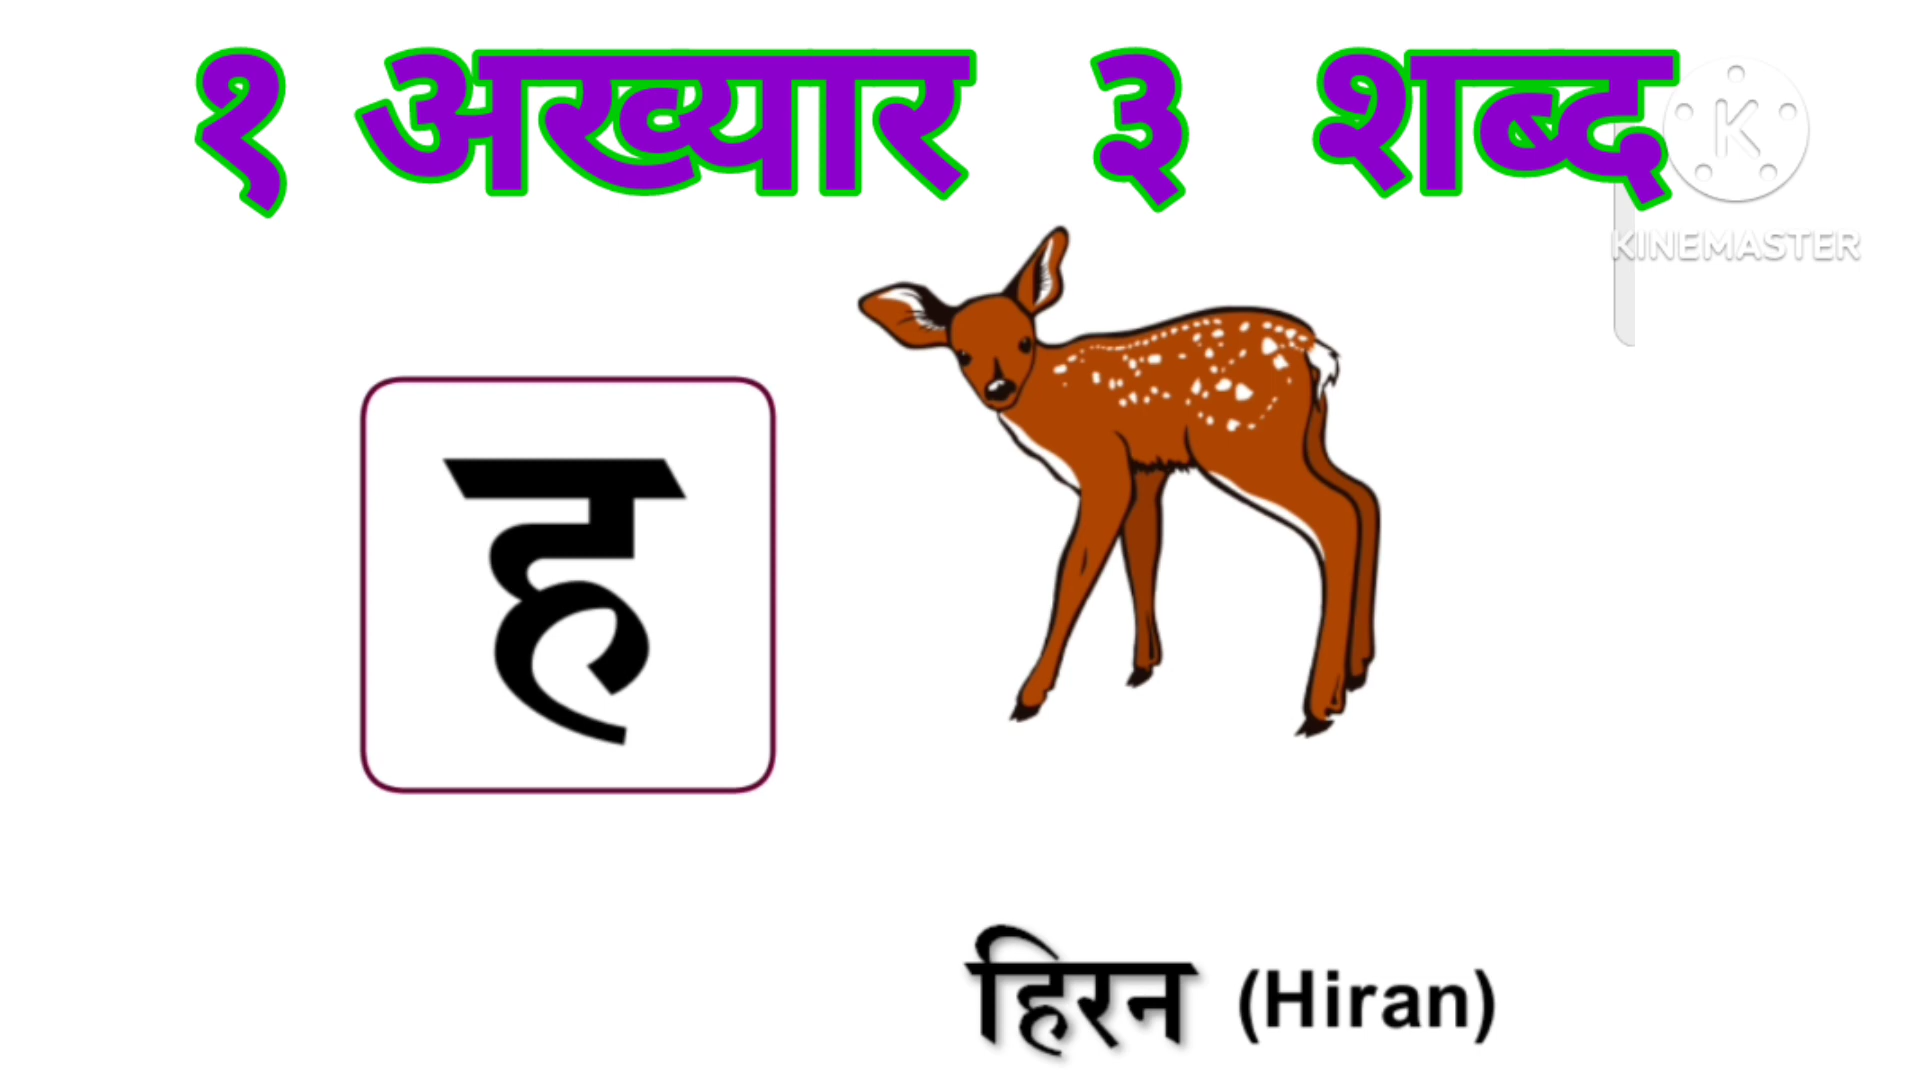 १ अख्यार ३ शब्द
K
KINEMASTER
ह
हिरन (Hiran)